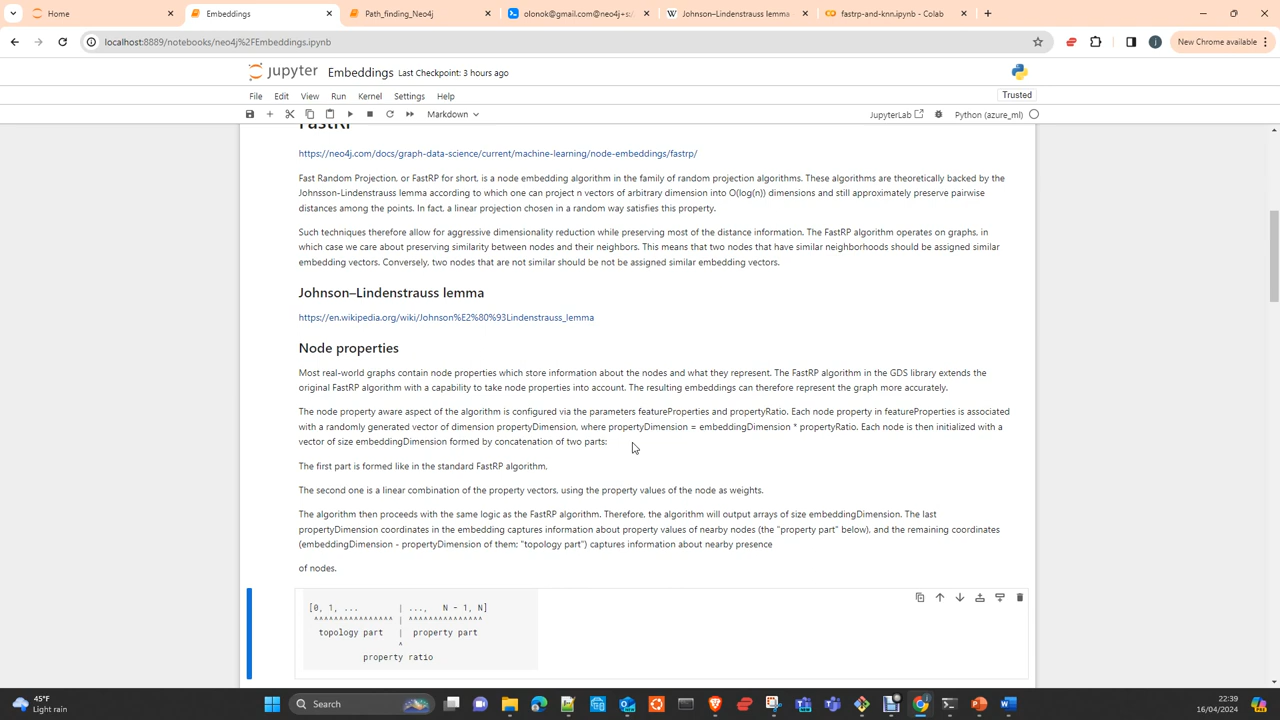 Home
Embeddings
Path_finding_Neo4j
olonok@gmail.com@neo4j+s:/
Johnson–Lindenstrauss lemma
fastrp-and-knn.ipynb - Colab
localhost:8889/notebooks/neo4j%2FEmbeddings.ipynb
New Chrome available
jupyter Embeddings Last Checkpoint: 3 hours ago
File Edit View Run Kernel Settings Help
Trusted
Markdown
JupyterLab
Python (azure_ml)
FastRP
https://neo4j.com/docs/graph-data-science/current/machine-learning/node-embeddings/fastrp/
Fast Random Projection, or FastRP for short, is a node embedding algorithm in the family of random projection algorithms. These algorithms are theoretically backed by the
Johnsson-Lindenstrauss lemma according to which one can project n vectors of arbitrary dimension into O(log(n)) dimensions and still approximately preserve pairwise
distances among the points. In fact, a linear projection chosen in a random way satisfies this property.
Such techniques therefore allow for aggressive dimensionality reduction while preserving most of the distance information. The FastRP algorithm operates on graphs, in
which case we care about preserving similarity between nodes and their neighbors. This means that two nodes that have similar neighborhoods should be assigned similar
embedding vectors. Conversely, two nodes that are not similar should be not be assigned similar embedding vectors.
Johnson–Lindenstrauss lemma
https://en.wikipedia.org/wiki/Johnson%E2%80%93Lindenstrauss_lemma
Node properties
Most real-world graphs contain node properties which store information about the nodes and what they represent. The FastRP algorithm in the GDS library extends the
original FastRP algorithm with a capability to take node properties into account. The resulting embeddings can therefore represent the graph more accurately.
The node property aware aspect of the algorithm is configured via the parameters featureProperties and propertyRatio. Each node property in featureProperties is associated
with a randomly generated vector of dimension propertyDimension, where propertyDimension = embeddingDimension * propertyRatio. Each node is then initialized with a
vector of size embeddingDimension formed by concatenation of two parts:
The first part is formed like in the standard FastRP algorithm.
The second one is a linear combination of the property vectors, using the property values of the node as weights.
The algorithm then proceeds with the same logic as the FastRP algorithm. Therefore, the algorithm will output arrays of size embeddingDimension. The last
propertyDimension coordinates in the embedding captures information about property values of nearby nodes (the "property part" below), and the remaining coordinates
(embeddingDimension - propertyDimension of them: "topology part") captures information about nearby presence
of nodes.
[0, 1, ... | ..., N - 1, N]
^^^^^^^^^^^^^^^^ | ^^^^^^^^^^^^^^^
topology part | property part
^
property ratio
45°F
Light rain
Search
22:39
16/04/2024